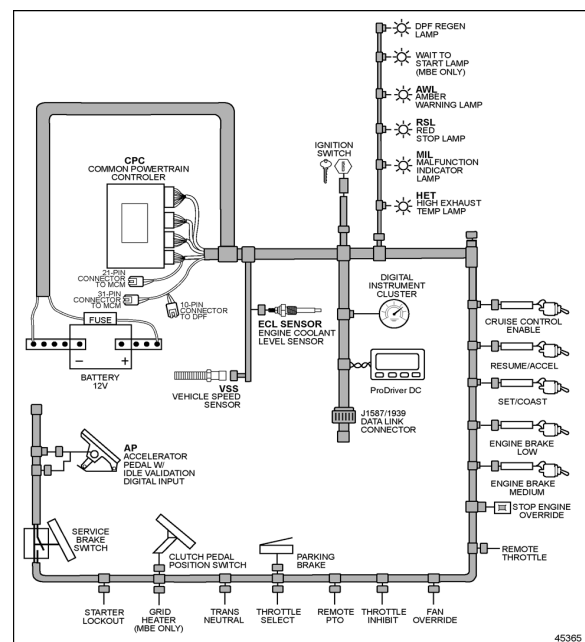 DPF REGEN
LAMP
WAIT TO
START LAMP
(MBE ONLY)
AWL
AMBER
WARNING LAMP
RSL
RED
STOP LAMP
MIL
MALFUNCTION
INDICATOR
LAMP
HET
HIGH EXHAUST
TEMP LAMP
IGNITION
SWITCH
CPC
COMMON POWERTRAIN
CONTROLER
21-PIN
CONNECTOR
TO MCM
31-PIN
CONNECTOR
TO MCM
10-PIN
CONNECTOR
TO DPF
FUSE
– +
BATTERY
12V
ECL SENSOR
ENGINE COOLANT
LEVEL SENSOR
VSS
VEHICLE SPEED
SENSOR
DIGITAL
INSTRUMENT
CLUSTER
ProDriver DC
J1587/1939
DATA LINK
CONNECTOR
CRUISE CONTROL
ENABLE
RESUME/ACCEL
SET/COAST
ENGINE BRAKE
LOW
ENGINE BRAKE
MEDIUM
STOP ENGINE
OVERRIDE
REMOTE
THROTTLE
AP
ACCELERATOR
PEDAL W/
IDLE VALIDATION
DIGITAL INPUT
SERVICE
BRAKE
SWITCH
CLUTCH PEDAL
POSITION SWITCH
PARKING
BRAKE
STARTER
LOCKOUT
GRID
HEATER
(MBE ONLY)
TRANS
NEUTRAL
THROTTLE
SELECT
REMOTE
PTO
THROTTLE
INHIBIT
FAN
OVERRIDE
45365